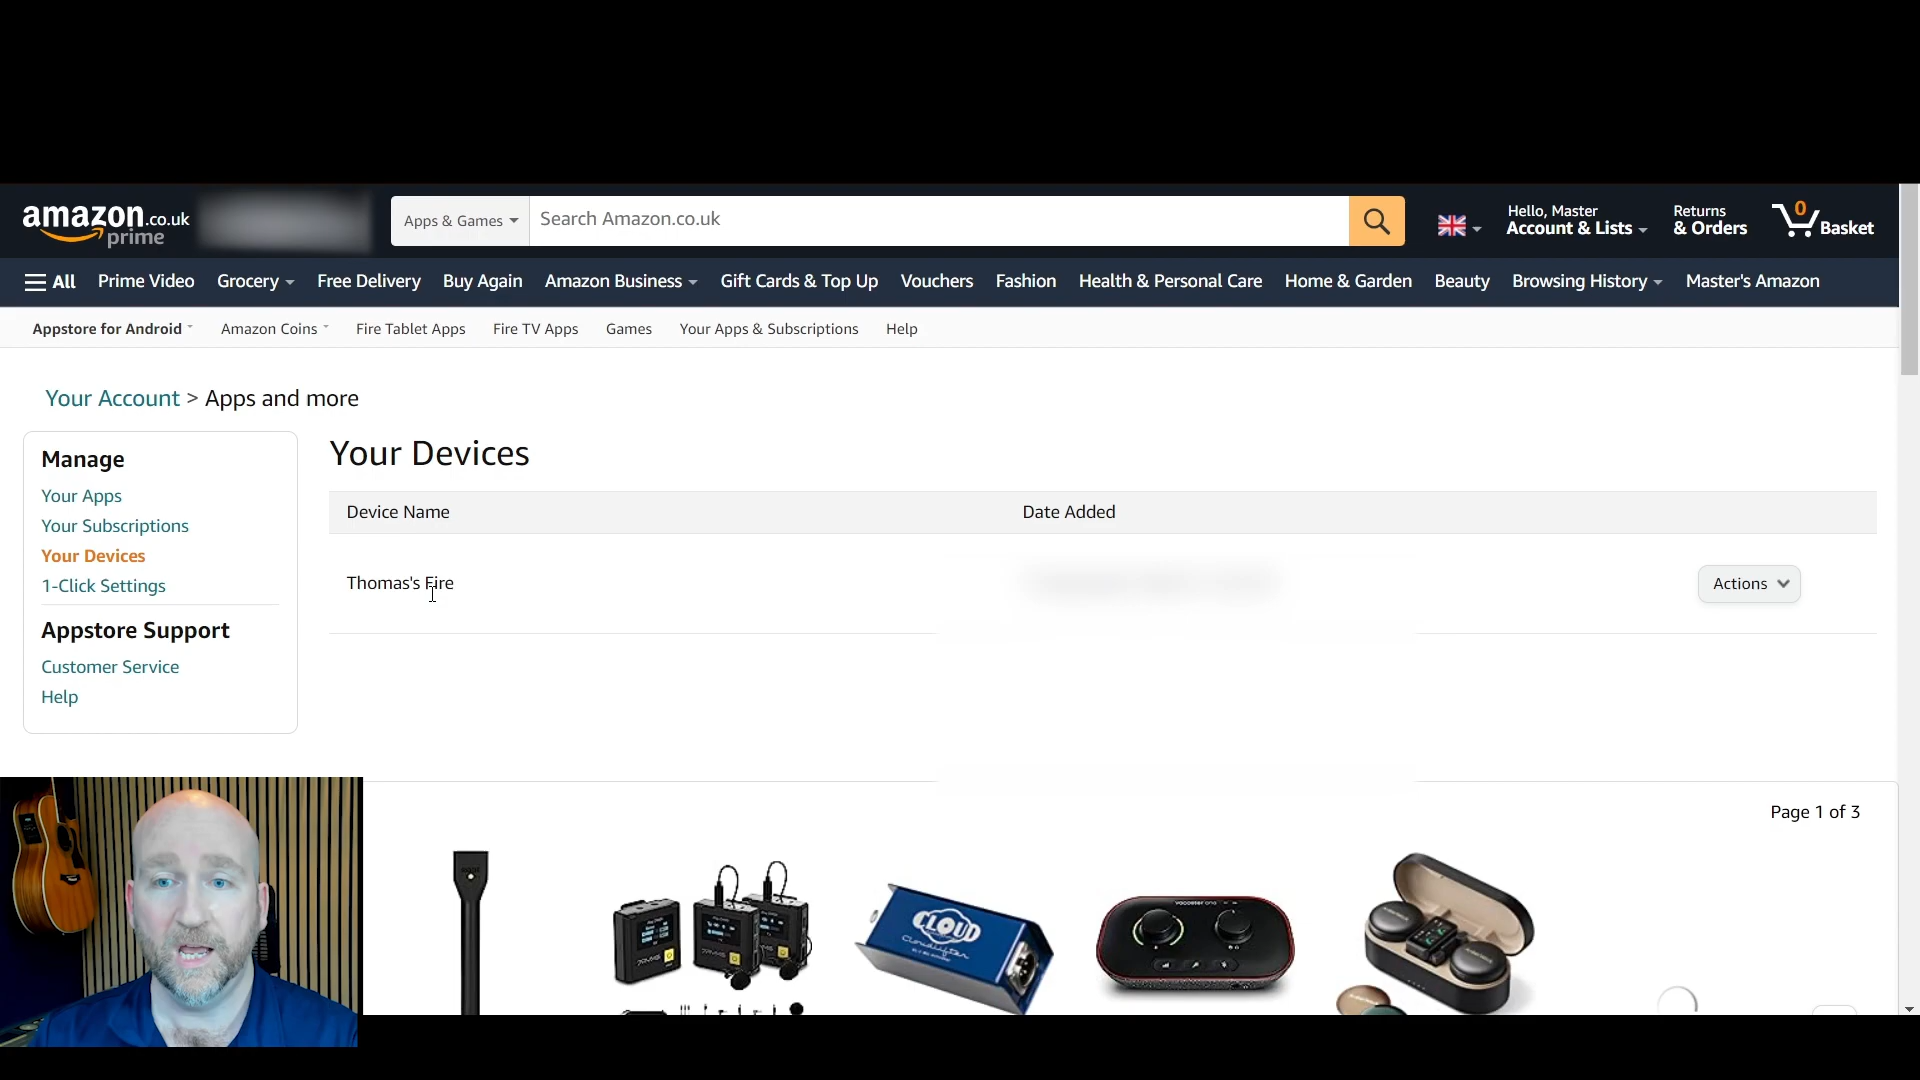 amazon.co.uk
prime
Apps & Games
Search Amazon.co.uk
Hello, Master
Account & Lists
Returns
& Orders
0
Basket
All
Prime Video
Grocery
Free Delivery
Buy Again
Amazon Business
Gift Cards & Top Up
Vouchers
Fashion
Health & Personal Care
Home & Garden
Beauty
Browsing History
Master's Amazon
Appstore for Android
Amazon Coins
Fire Tablet Apps
Fire TV Apps
Games
Your Apps & Subscriptions
Help
Your Account > Apps and more
Manage
Your Apps
Your Subscriptions
Your Devices
1-Click Settings
Appstore Support
Customer Service
Help
Your Devices
Device Name
Date Added
Thomas's Fire
Actions
Page 1 of 3
CLOUD
Cloudlifter
vocaster one